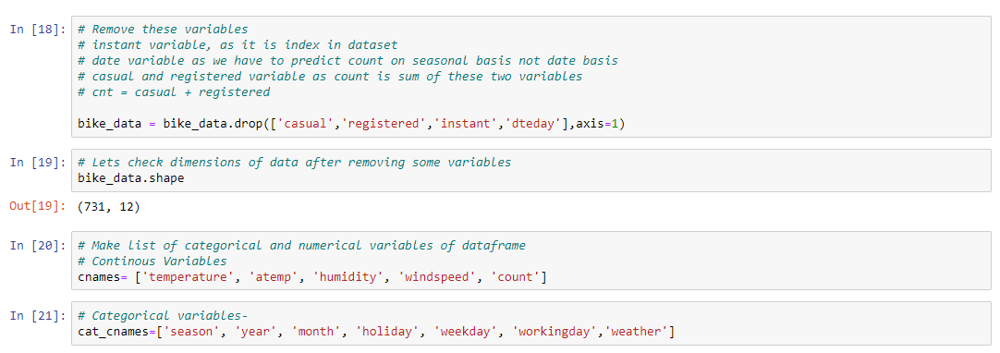 In [18]: # Remove these variables
# instant variable, as it is index in dataset
# date variable as we have to predict count on seasonal basis not date basis
# casual and registered variable as count is sum of these two variables
# cnt = casual + registered
bike_data = bike_data.drop(['casual','registered','instant','dteday'],axis=1)
In [19]: # Lets check dimensions of data after removing some variables
bike_data.shape
Out[19]: (731, 12)
In [20]: # Make list of categorical and numerical variables of dataframe
# Continous Variables
cnames= ['temperature', 'atemp', 'humidity', 'windspeed', 'count']
In [21]: # Categorical variables-
cat_cnames=['season', 'year', 'month', 'holiday', 'weekday', 'workingday','weather']